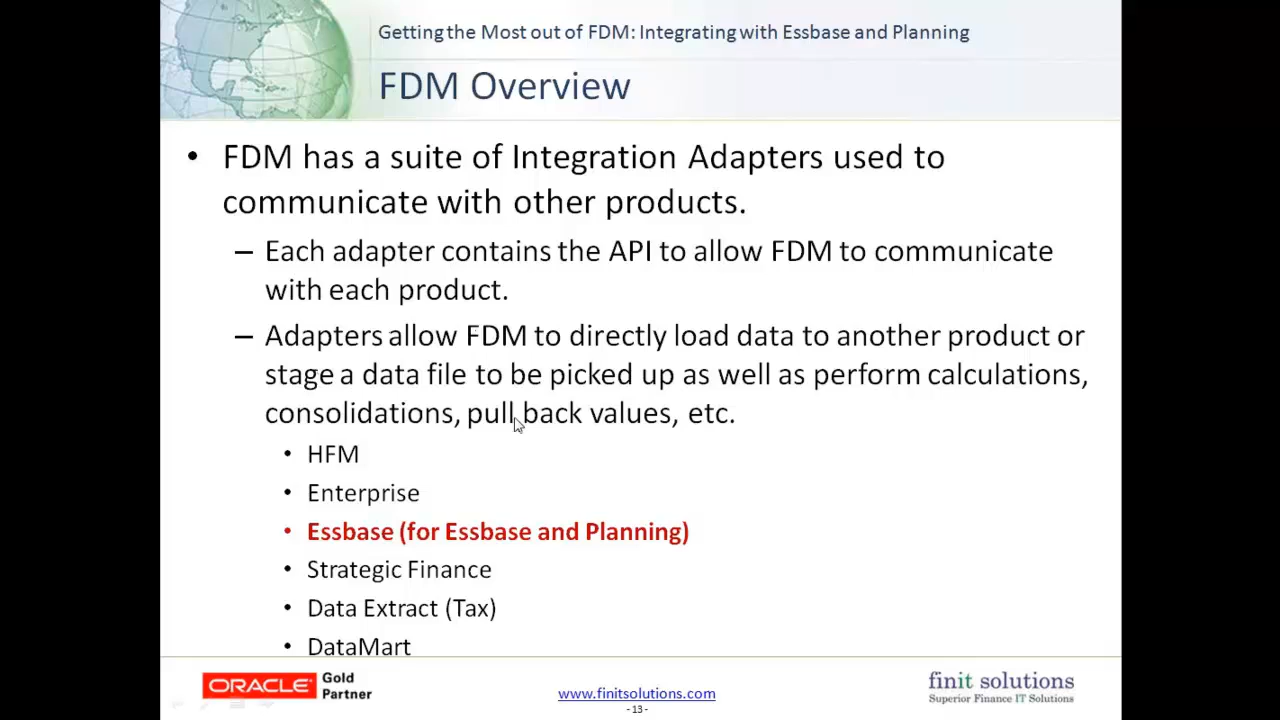 Getting the Most out of FDM: Integrating with Essbase and Planning
FDM Overview
• FDM has a suite of Integration Adapters used to
communicate with other products.
– Each adapter contains the API to allow FDM to communicate
with each product.
– Adapters allow FDM to directly load data to another product or
stage a data file to be picked up as well as perform calculations,
consolidations, pull back values, etc.
• HFM
• Enterprise
• Essbase (for Essbase and Planning)
• Strategic Finance
• Data Extract (Tax)
• DataMart
ORACLE Gold
Partner
www.finitsolutions.com
- 13 -
finit solutions
Superior Finance IT Solutions